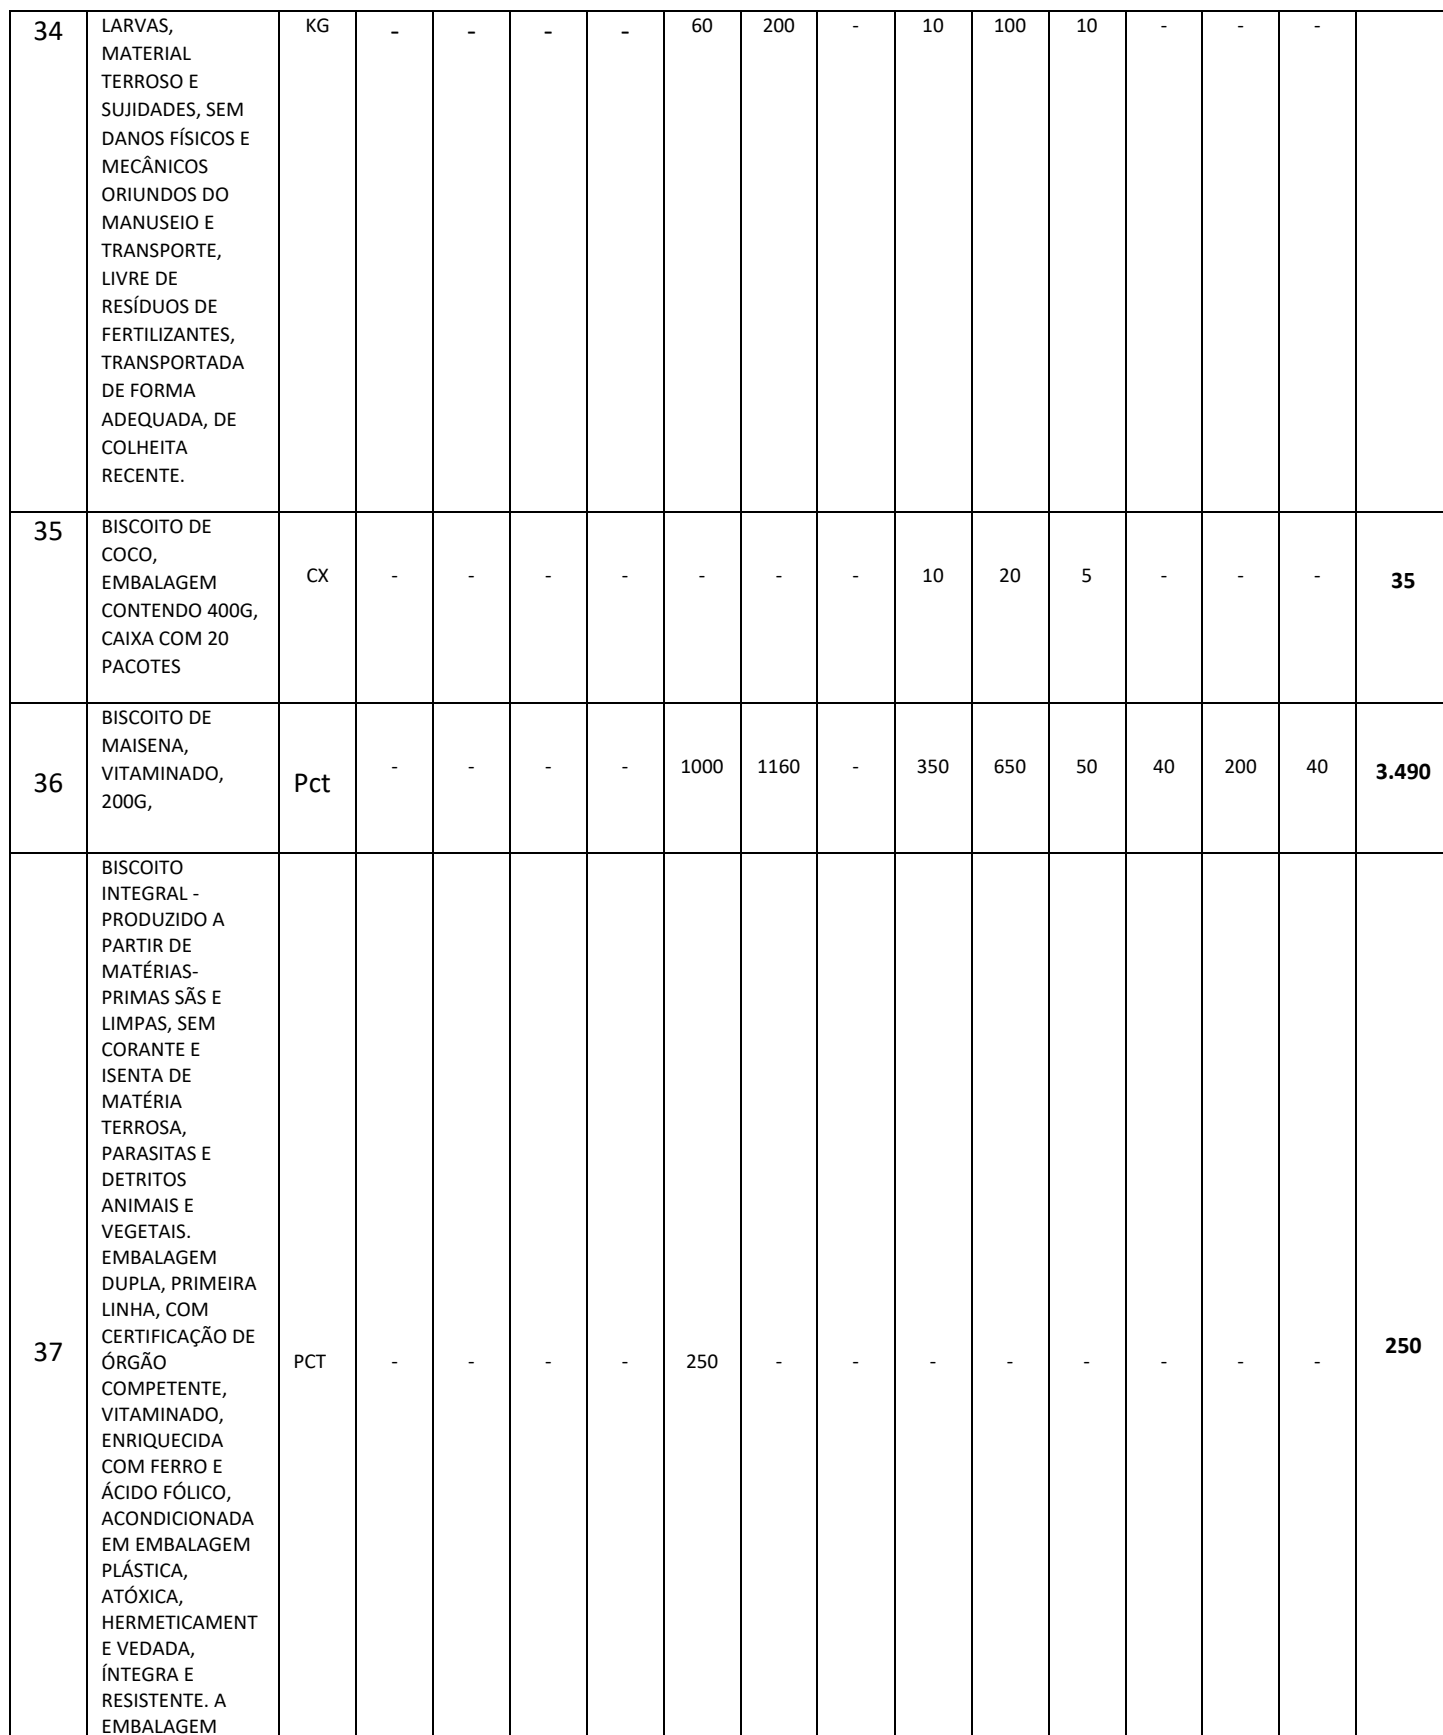 34 LARVAS, KG - - - - 60 200 - 10 100 10 - - -
MATERIAL
TERROSO E
SUJIDADES, SEM
DANOS FÍSICOS E
MECÂNICOS
ORIUNDOS DO
MANUSEIO E
TRANSPORTE,
LIVRE DE
RESÍDUOS DE
FERTILIZANTES,
TRANSPORTADA
DE FORMA
ADEQUADA, DE
COLHEITA
RECENTE.
35 BISCOITO DE
COCO,
EMBALAGEM CX - - - - - - - 10 20 5 - - - 35
CONTENDO 400G,
CAIXA COM 20
PACOTES
BISCOITO DE
MAISENA,
36 VITAMINADO, Pct - - - - 1000 1160 - 350 650 50 40 200 40 3.490
200G,
BISCOITO
INTEGRAL -
PRODUZIDO A
PARTIR DE
MATÉRIAS-
PRIMAS SÃS E
LIMPAS, SEM
CORANTE E
ISENTA DE
MATÉRIA
TERROSA,
PARASITAS E
DETRITOS
ANIMAIS E
VEGETAIS.
EMBALAGEM
DUPLA, PRIMEIRA
LINHA, COM
CERTIFICAÇÃO DE
37 ÓRGÃO PCT - - - - 250 - - - - - - - - 250
COMPETENTE,
VITAMINADO,
ENRIQUECIDA
COM FERRO E
ÁCIDO FÓLICO,
ACONDICIONADA
EM EMBALAGEM
PLÁSTICA,
ATÓXICA,
HERMETICAMENT
E VEDADA,
ÍNTEGRA E
RESISTENTE. A
EMBALAGEM